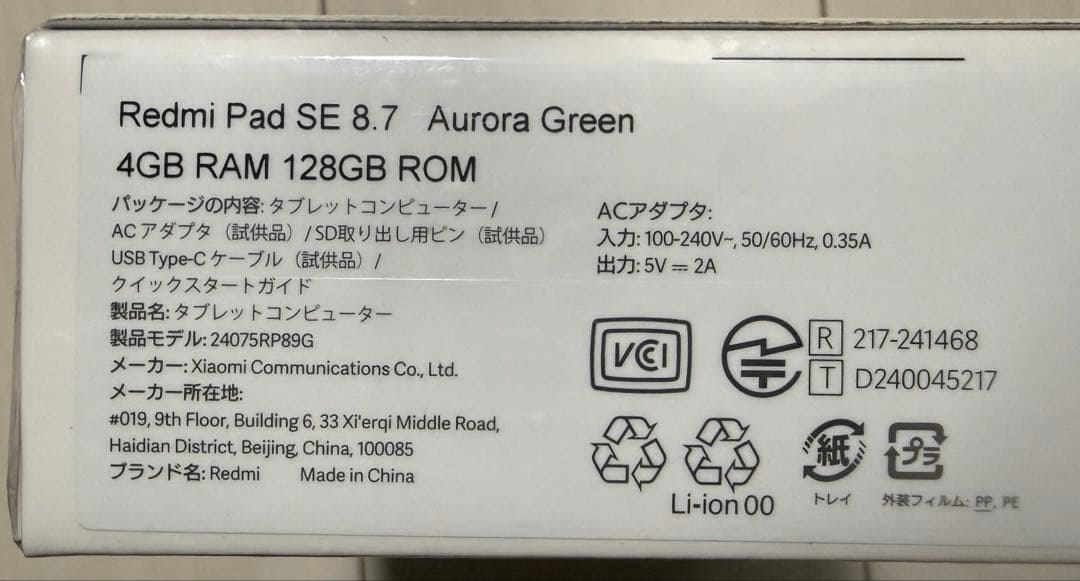 Redmi Pad SE 8.7 Aurora Green
4GB RAM 128GB ROM
パッケージの内容: タブレットコンピューター /
ACアダプタ（試供品）/ SD取り出し用ピン（試供品）
USB Type-C ケーブル（試供品）/
クイックスタートガイド
製品名: タブレットコンピューター
製品モデル: 24075RP89G
メーカー: Xiaomi Communications Co., Ltd.
メーカー所在地:
#019, 9th Floor, Building 6, 33 Xi'erqi Middle Road,
Haidian District, Beijing, China, 100085
ブランド名: Redmi Made in China
ACアダプタ:
入力: 100-240V~, 50/60Hz, 0.35A
出力: 5V ⎓ 2A
VCCI
R 217-241468
T D240045217
Li-ion 00
紙
トレイ
プラ
外装フィルム: PP, PE